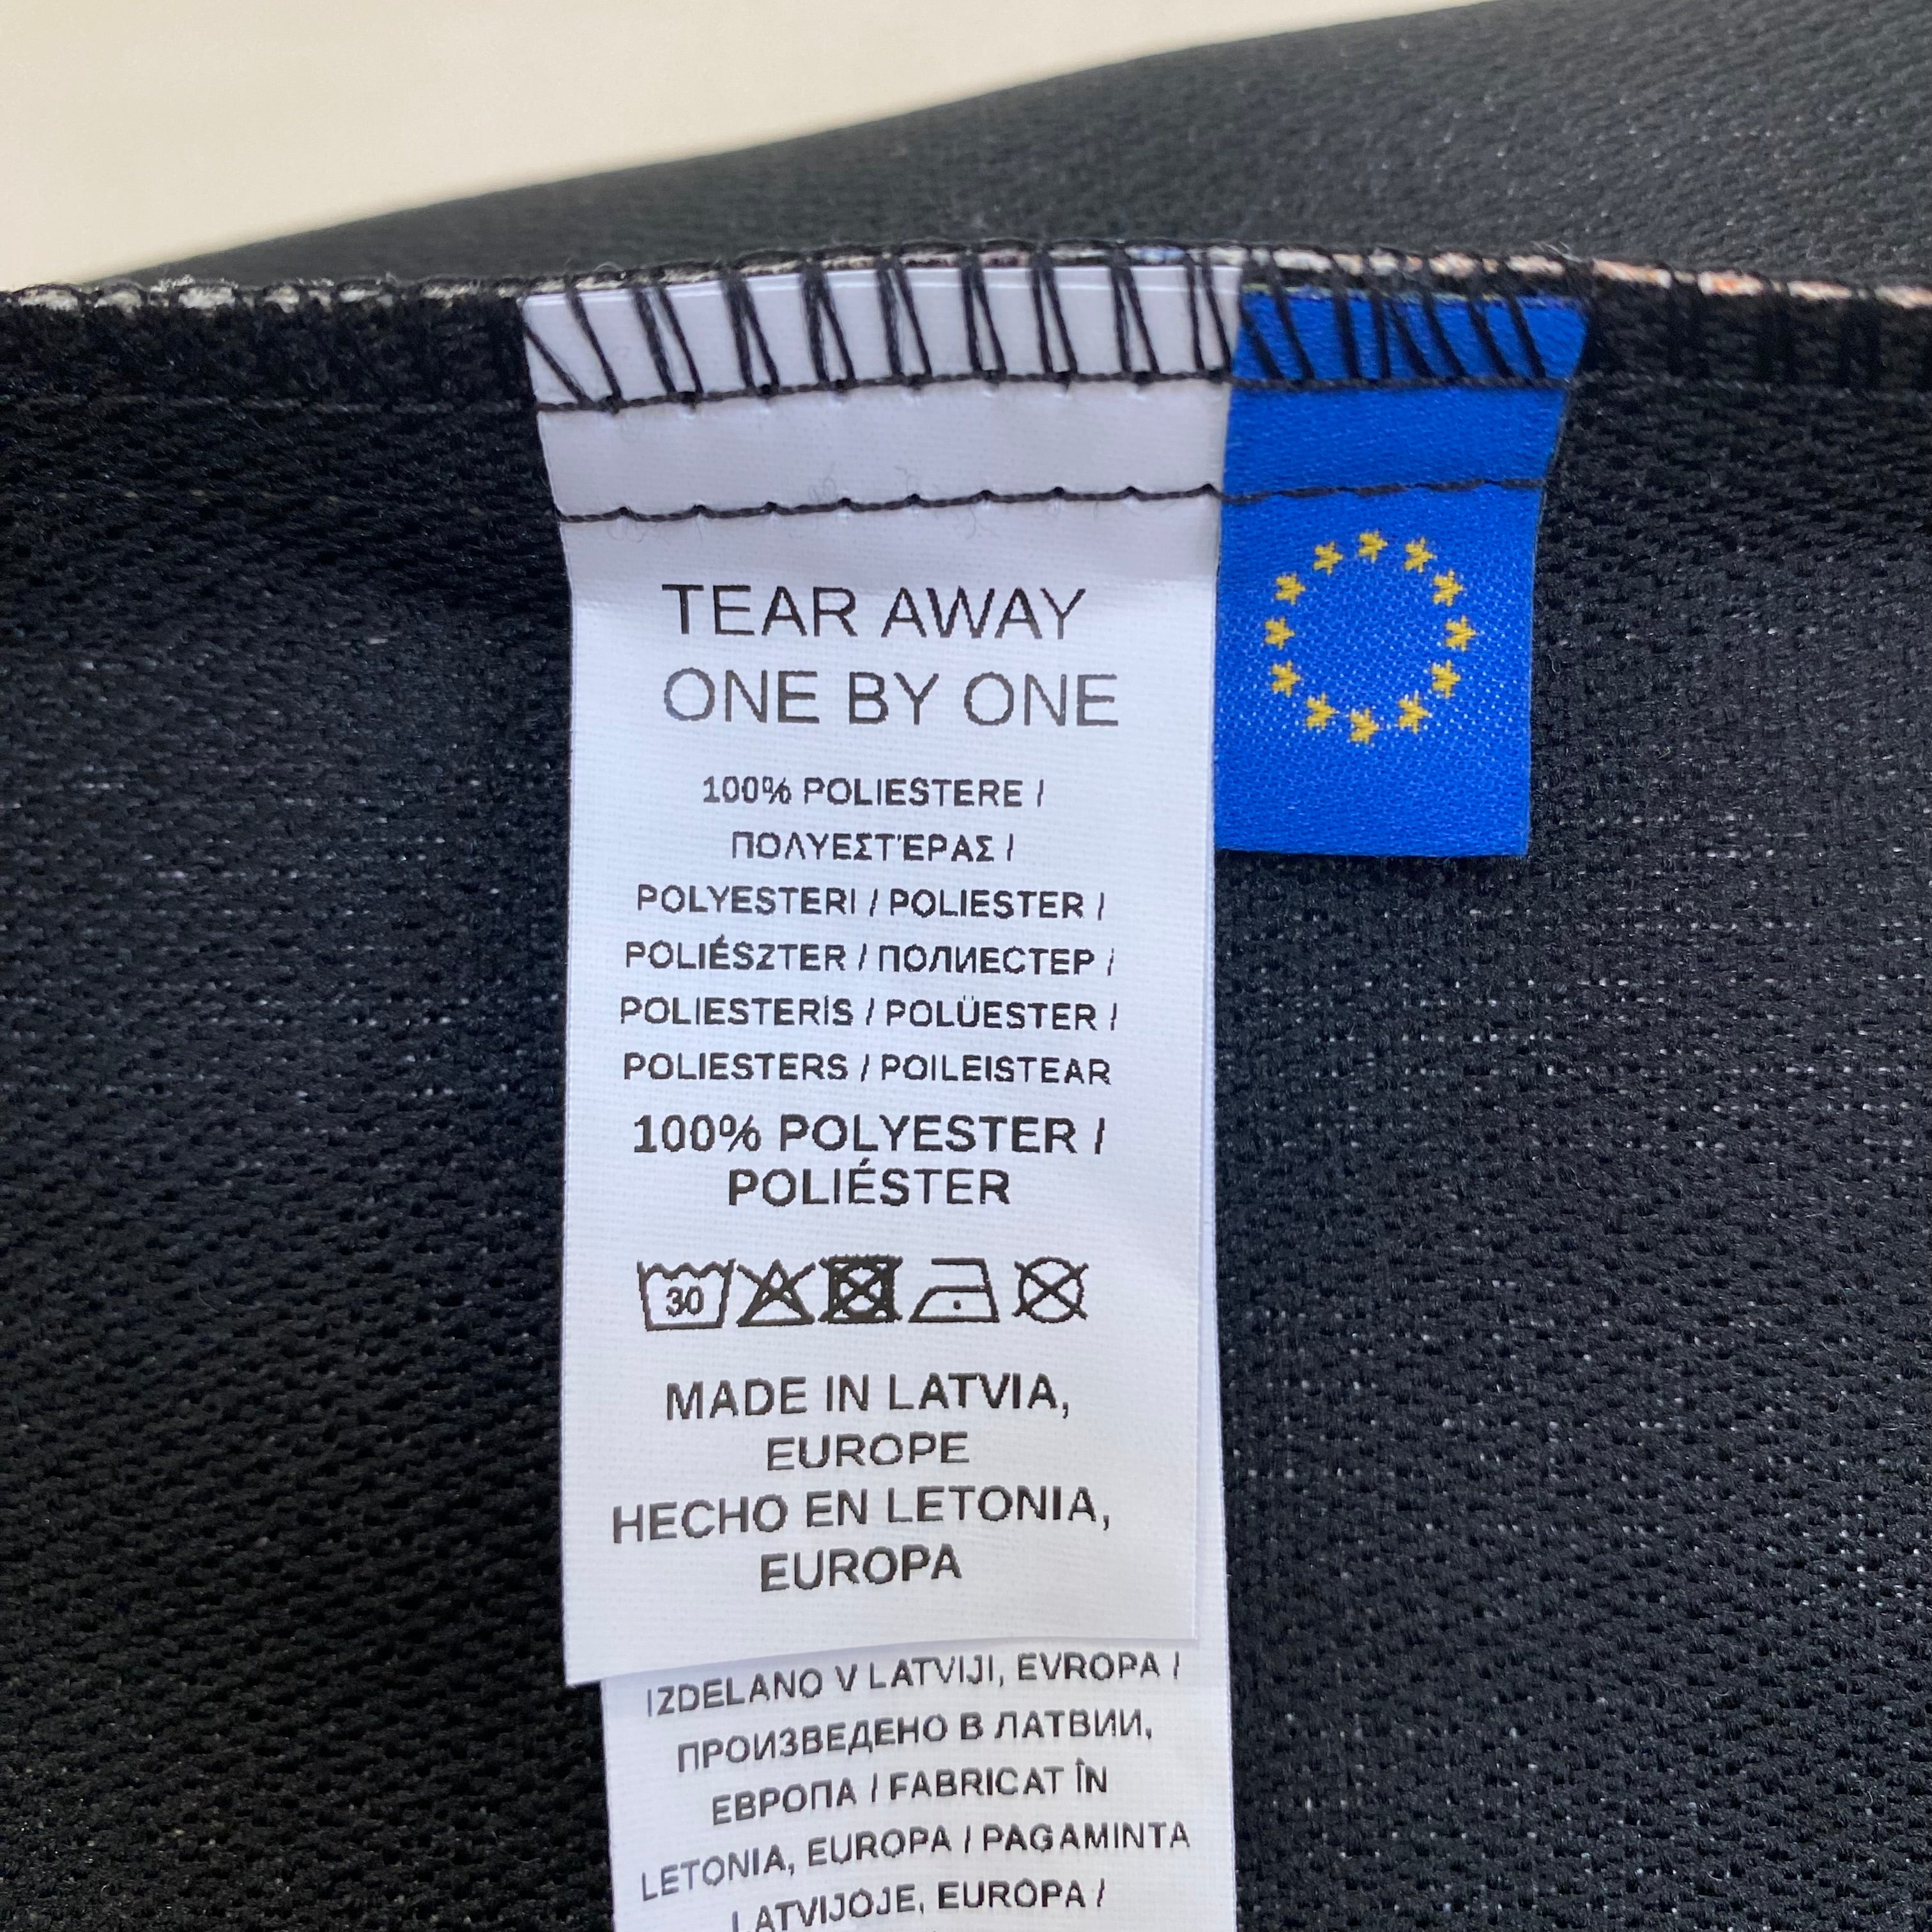 TEAR AWAY
ONE BY ONE
100% POLIESTERE /
ΠΟΛΥΕΣΤΈΡΑΣ /
POLYESTERI / POLIESTER /
POLIÉSZTER / ПОЛИЕСТЕР /
POLIESTERİS / POLÜESTER /
POLIESTERS / POILEISTEAR
100% POLYESTER /
POLIÉSTER
30
MADE IN LATVIA,
EUROPE
HECHO EN LETONIA,
EUROPA
IZDELANO V LATVIJI, EVROPA /
ПРОИЗВЕДЕНО В ЛАТВИИ,
ЕВРОПА / FABRICAT ÎN
LETONIA, EUROPA / PAGAMINTA
LATVIJOJE, EUROPA /